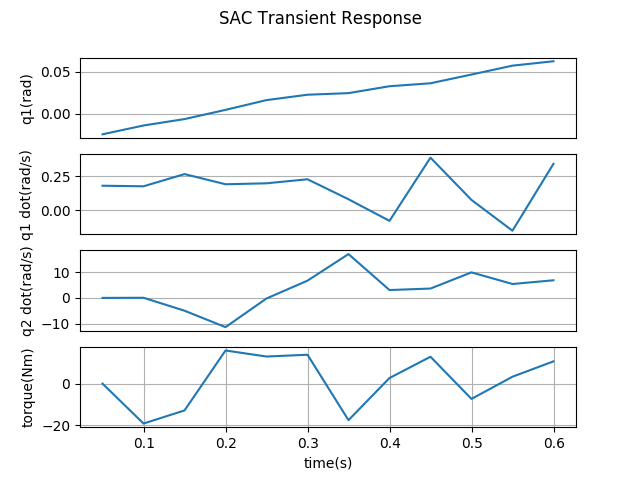 SAC Transient Response
0.05
0.00
q1(rad)
0.25
0.00
q1 dot(rad/s)
10
0
−10
q2 dot(rad/s)
0
−20
torque(Nm)
0.1 0.2 0.3 0.4 0.5 0.6
time(s)